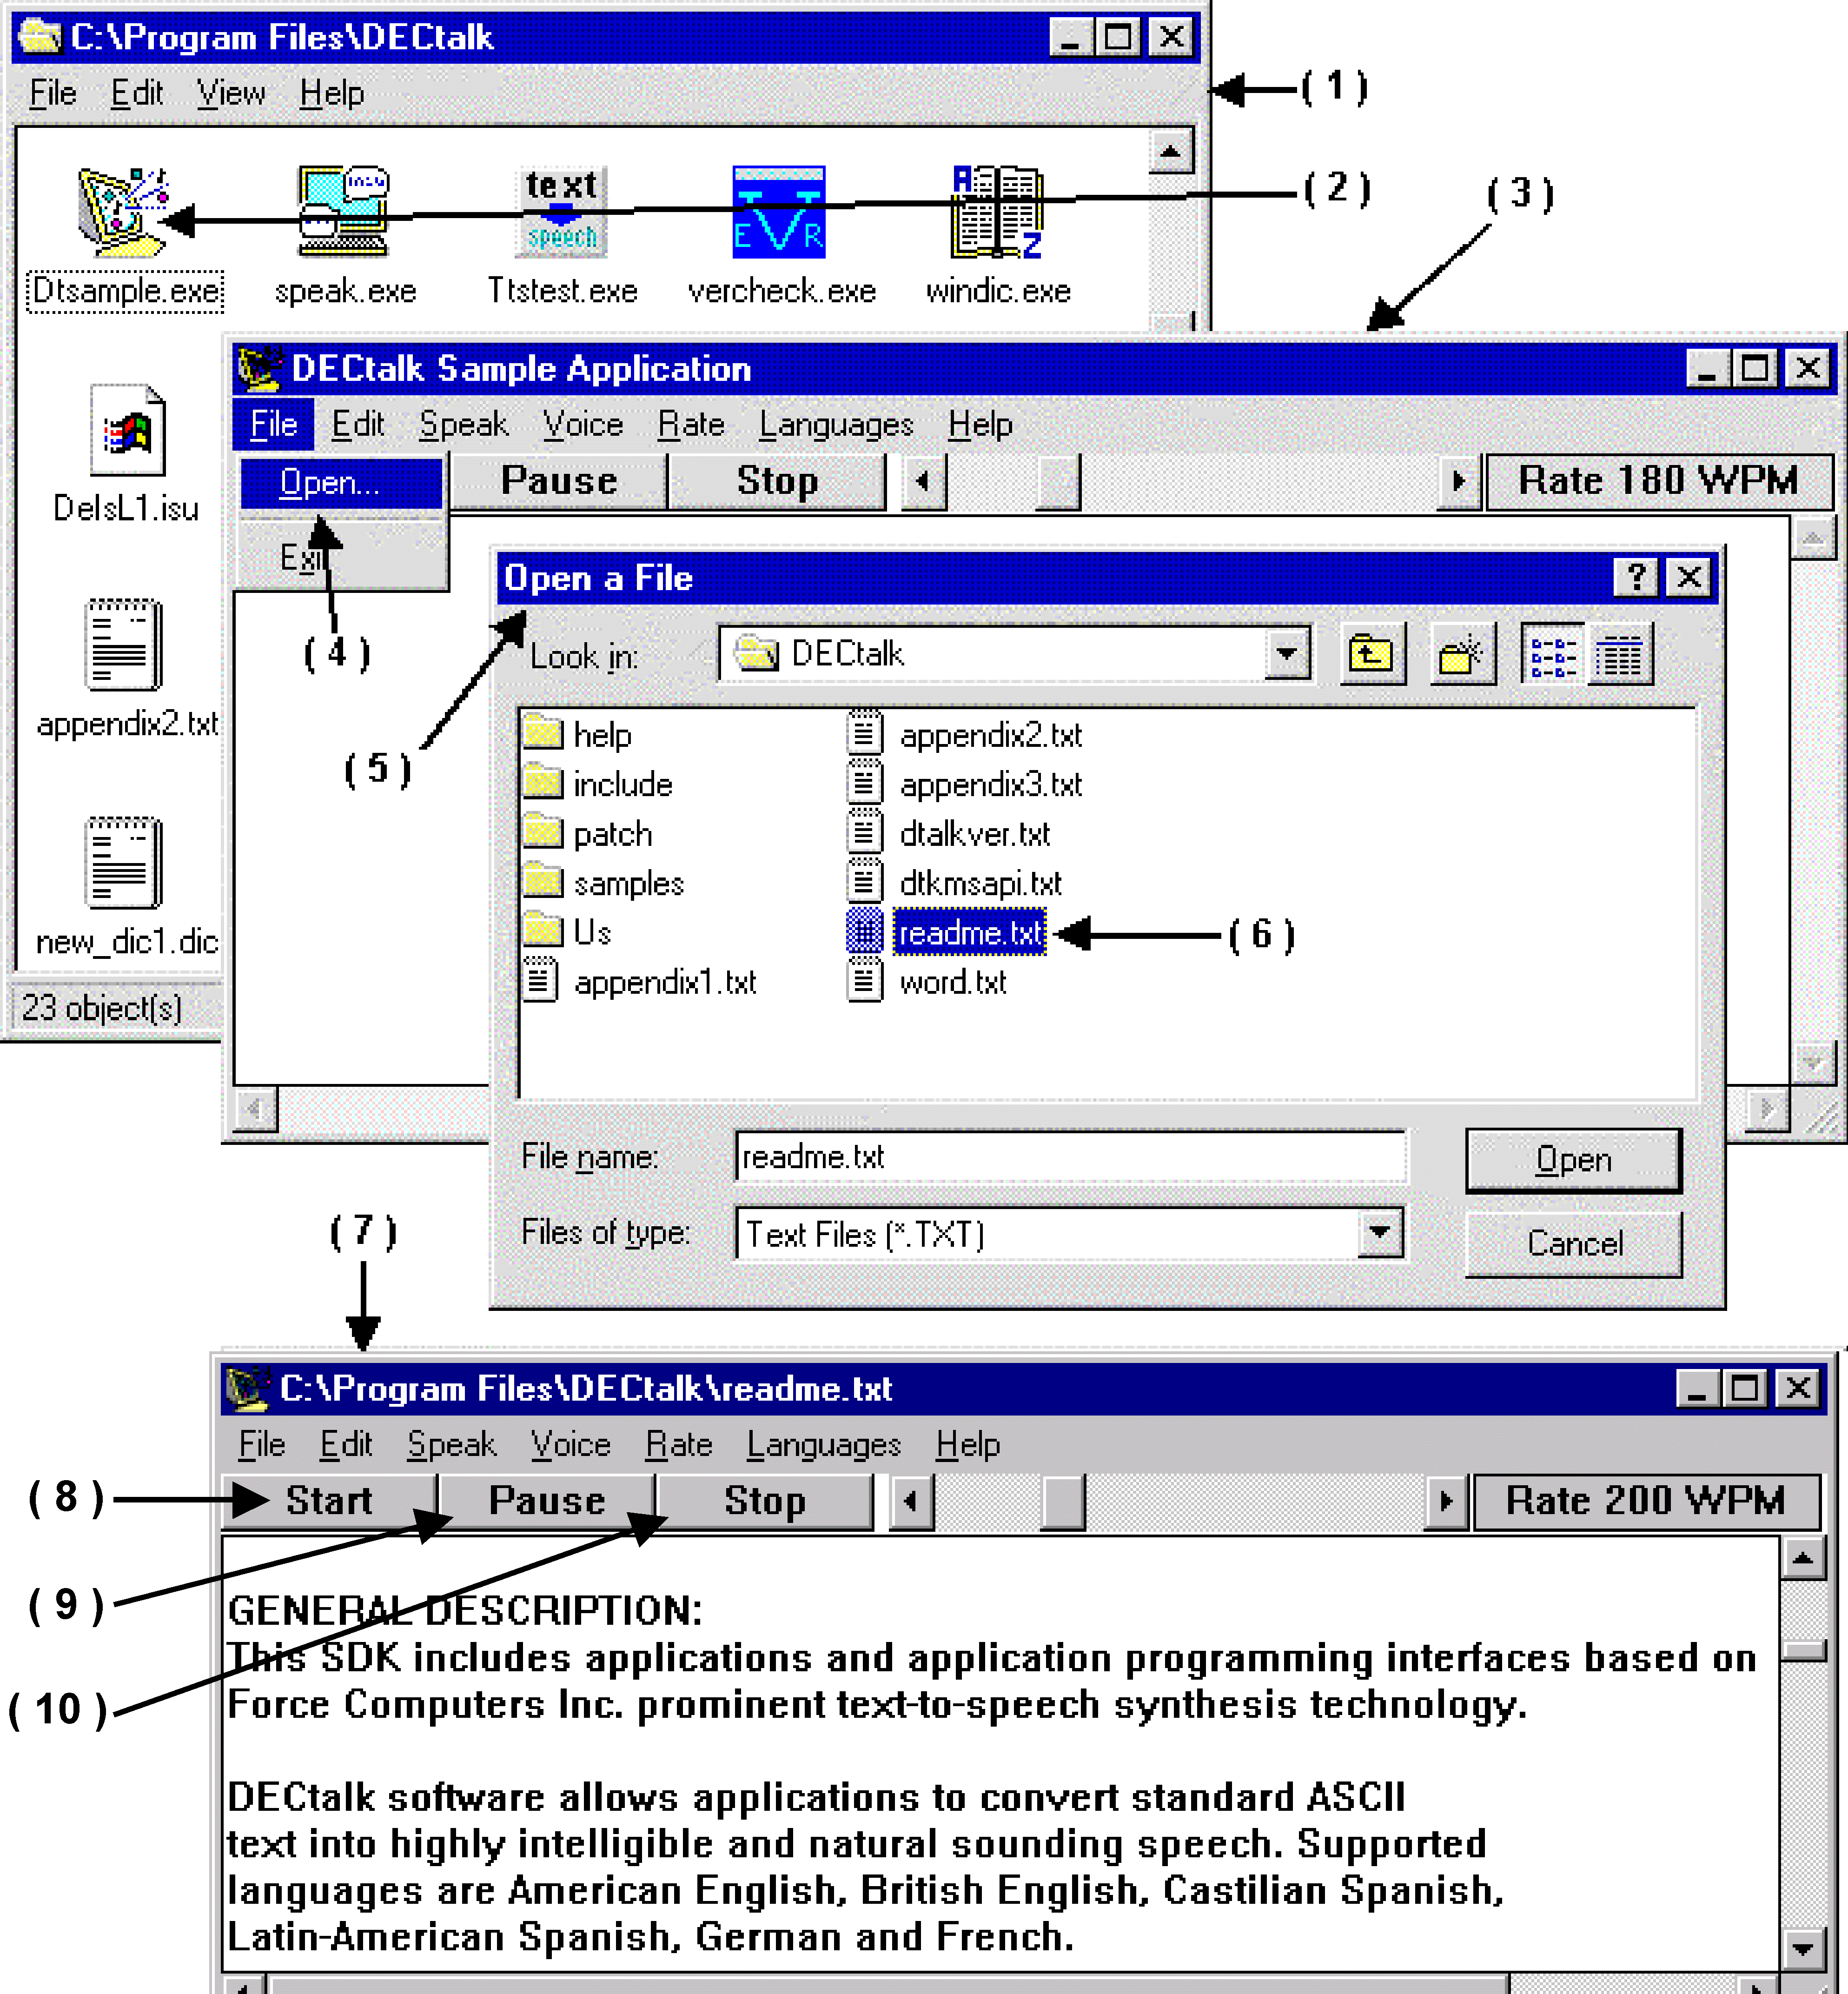 C:\Program Files\DECtalk
File Edit View Help
( 1 )
( 2 )
( 3 )
text
speech
E V R
A
Z
Dtsample.exe speak.exe Ttstest.exe vercheck.exe windic.exe
DeIsL1.isu
appendix2.txt
new_dic1.dic
23 object(s)
DECtalk Sample Application
File Edit Speak Voice Rate Languages Help
Open... Pause Stop Rate 180 WPM
Exit
( 4 )
( 5 )
Open a File
Look in: DECtalk
help appendix2.txt
include appendix3.txt
patch dtalkver.txt
samples dtkmsapi.txt
Us readme.txt
( 6 )
appendix1.txt word.txt
File name: readme.txt Open
Files of type: Text Files (*.TXT) Cancel
( 7 )
C:\Program Files\DECtalk\readme.txt
File Edit Speak Voice Rate Languages Help
( 8 )
Start Pause Stop Rate 200 WPM
( 9 )
( 10 )
GENERAL DESCRIPTION:
This SDK includes applications and application programming interfaces based on
Force Computers Inc. prominent text-to-speech synthesis technology.
DECtalk software allows applications to convert standard ASCII
text into highly intelligible and natural sounding speech. Supported
languages are American English, British English, Castilian Spanish,
Latin-American Spanish, German and French.